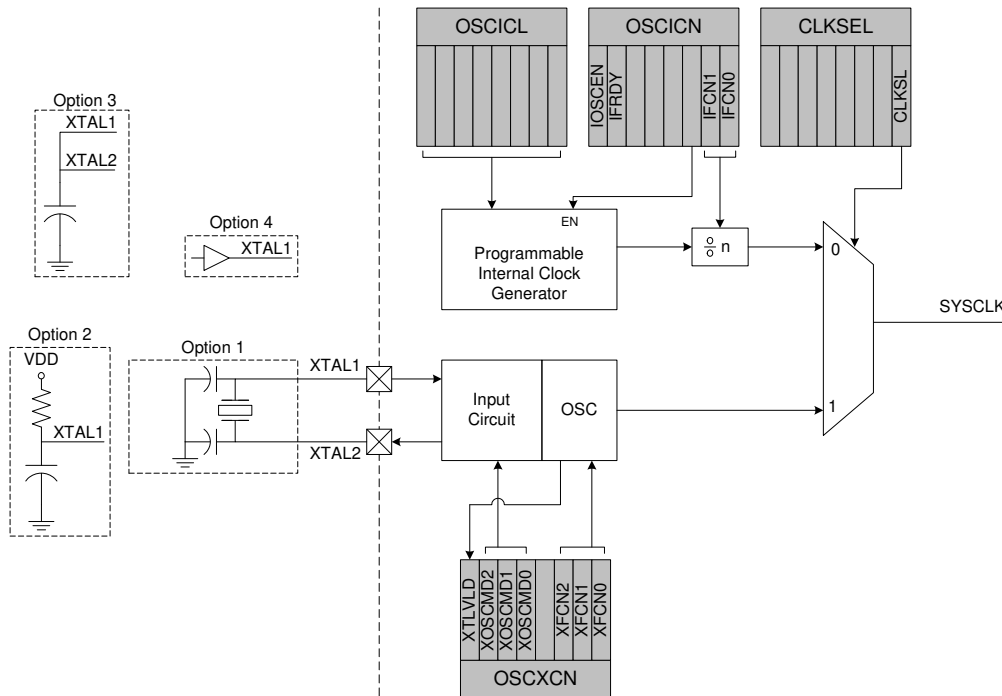 OSCICL
OSCICN
CLKSEL
IOSCEN
IFRDY
IFCN1
IFCN0
CLKSL
Option 3
XTAL1
XTAL2
Option 4
XTAL1
EN
Programmable
Internal Clock
Generator
n
0
SYSCLK
Option 2
VDD
XTAL1
Option 1
XTAL1
XTAL2
Input
Circuit
OSC
1
XTLVLD
XOSCMD2
XOSCMD1
XOSCMD0
XFCN2
XFCN1
XFCN0
OSCXCN